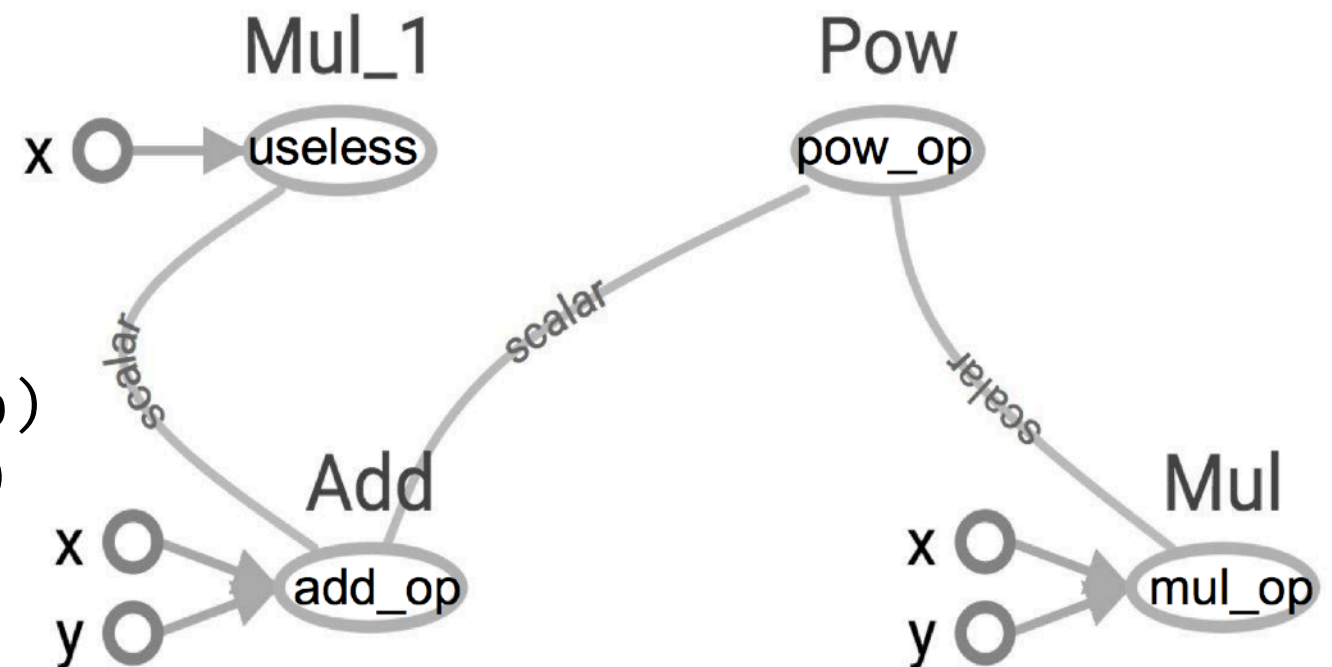 Mul_1
Pow
x
useless
pow_op
scalar
scalar
scalar
)
)
Add
Mul
x
add_op
y
x
mul_op
y